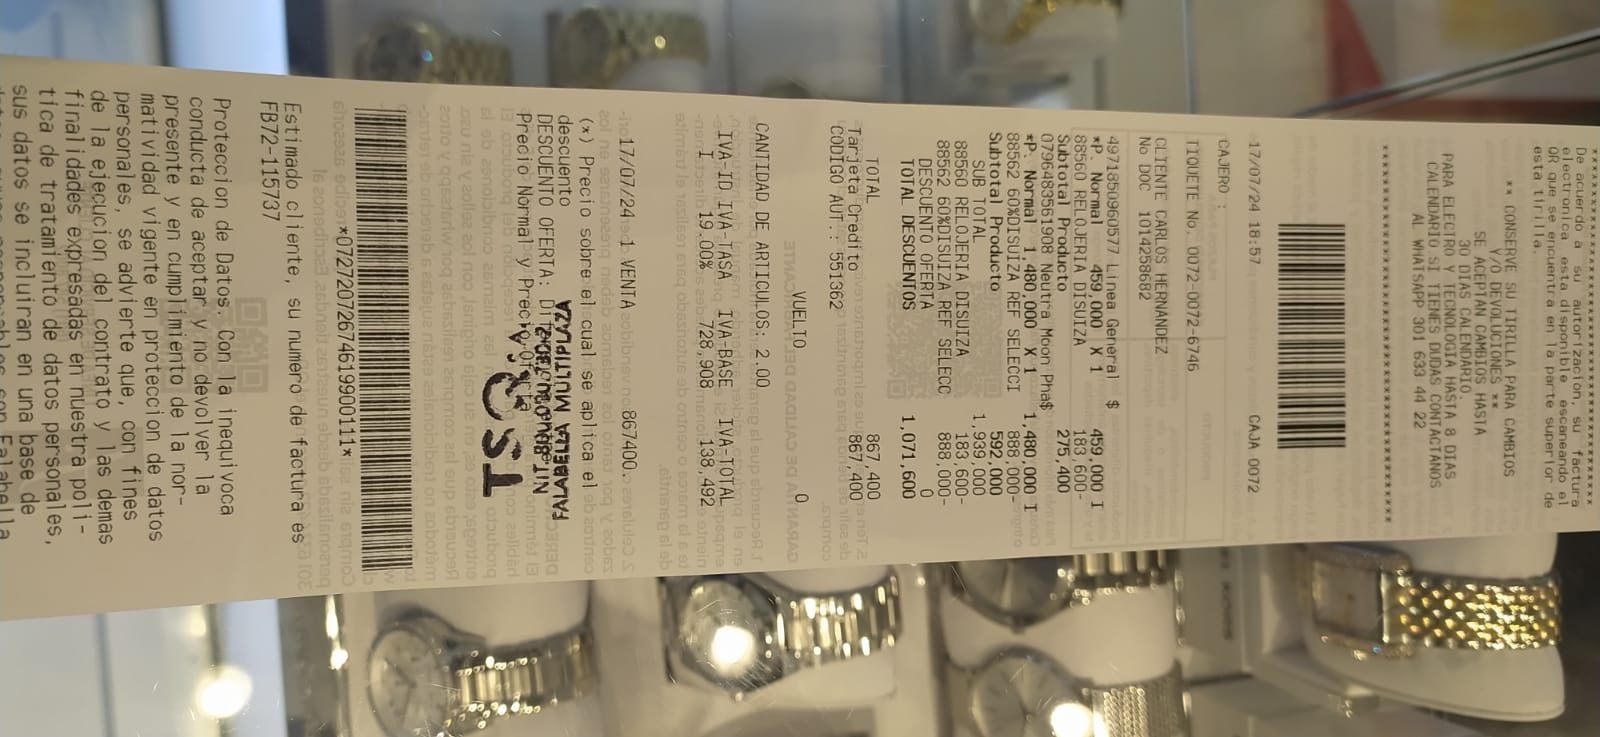 *******************************
De acuerdo a su autorización, su factura
electronica esta disponible escaneando el
QR que se encuentra en la parte superior de
esta tirilla.
** CONSERVE SU TIRILLA PARA CAMBIOS
Y/O DEVOLUCIONES **
SE ACEPTAN CAMBIOS HASTA
30 DIAS CALENDARIO.
PARA ELECTRO Y TECNOLOGIA HASTA 8 DIAS
CALENDARIO SI TIENES DUDAS CONTACTANOS
AL WHATSAPP 301 633 44 22
*******************************
17/07/24 18:57 CAJA 0072
CAJERO :
TIQUETE No. 0072-0072-6746
CLIENTE CARLOS HERNANDEZ
No DOC 1014258682
4971850960577 Linea General $
*P. Normal 459,000 X 1 459,000 I
88560 RELOJERIA DISUIZA 183,600-
Subtotal Producto 275,400
0796483561908 Neutra Moon Pha$
*P. Normal 1,480,000 X 1 1,480,000 I
88562 60%DISUIZA REF SELECCI 888,000-
Subtotal Producto 592,000
SUB TOTAL 1,939,000
88560 RELOJERIA DISUIZA 183,600-
88562 60%DISUIZA REF SELECC 888,000-
DESCUENTO OFERTA 0
TOTAL DESCUENTOS 1,071,600
TOTAL 867,400
Tarjeta Credito 867,400
CODIGO AUT.: 551362
VUELTO 0
CANTIDAD DE ARTICULOS: 2.00
IVA-ID IVA-TASA IVA-BASE IVA-TOTAL
I 19.00% 728,908 138,492
17/07/24 1 VENTA 867400.
(*) Precio sobre el cual se aplica el
descuento
DESCUENTO OFERTA:
Precio Normal y Precio
FALABELLA MULTIPLAZA
NIT.
*072720726746199900111*
Estimado cliente, su numero de factura es
FB72-115737
Proteccion de Datos. Con la inequivoca
conducta de aceptar y no devolver la
presente y en cumplimiento de la nor-
matividad vigente en proteccion de datos
personales, se advierte que, con fines
de la ejecucion del contrato y las demas
finalidades expresadas en nuestra poli-
tica de tratamiento de datos personales,
sus datos se incluiran en una base de